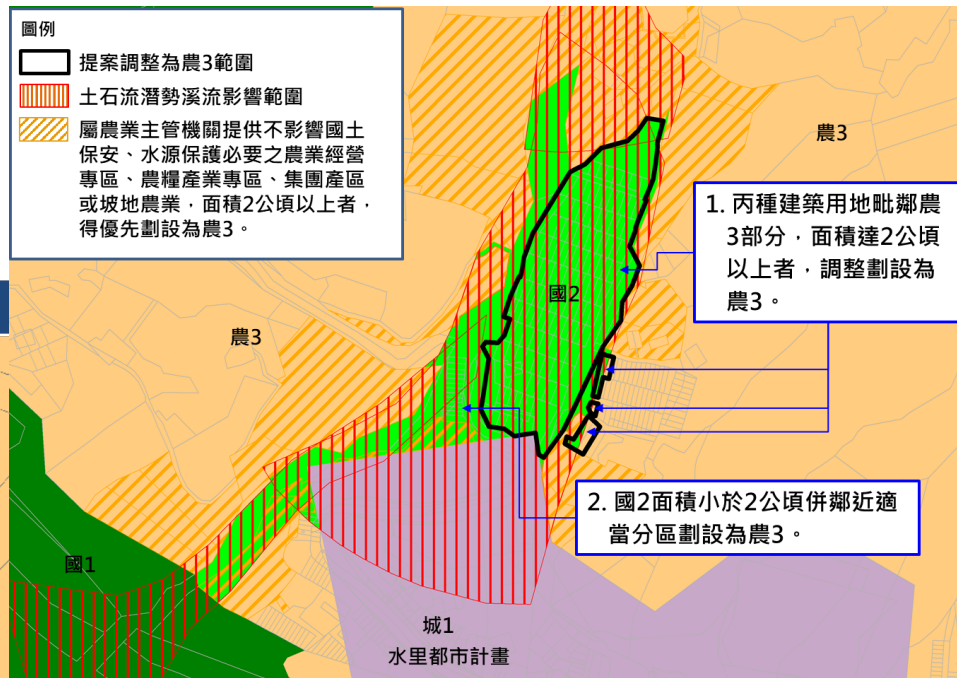 圖例
提案調整為農3範圍
土石流潛勢溪流影響範圍
屬農業主管機關提供不影響國土
保安、水源保護必要之農業經營
專區、農糧產業專區、集團產區
或坡地農業，面積2公頃以上者，
得優先劃設為農3。
農3
1. 丙種建築用地毗鄰農
3部分，面積達2公頃
以上者，調整劃設為
農3。
國2
農3
2. 國2面積小於2公頃併鄰近適
當分區劃設為農3。
國1
城1
水里都市計畫